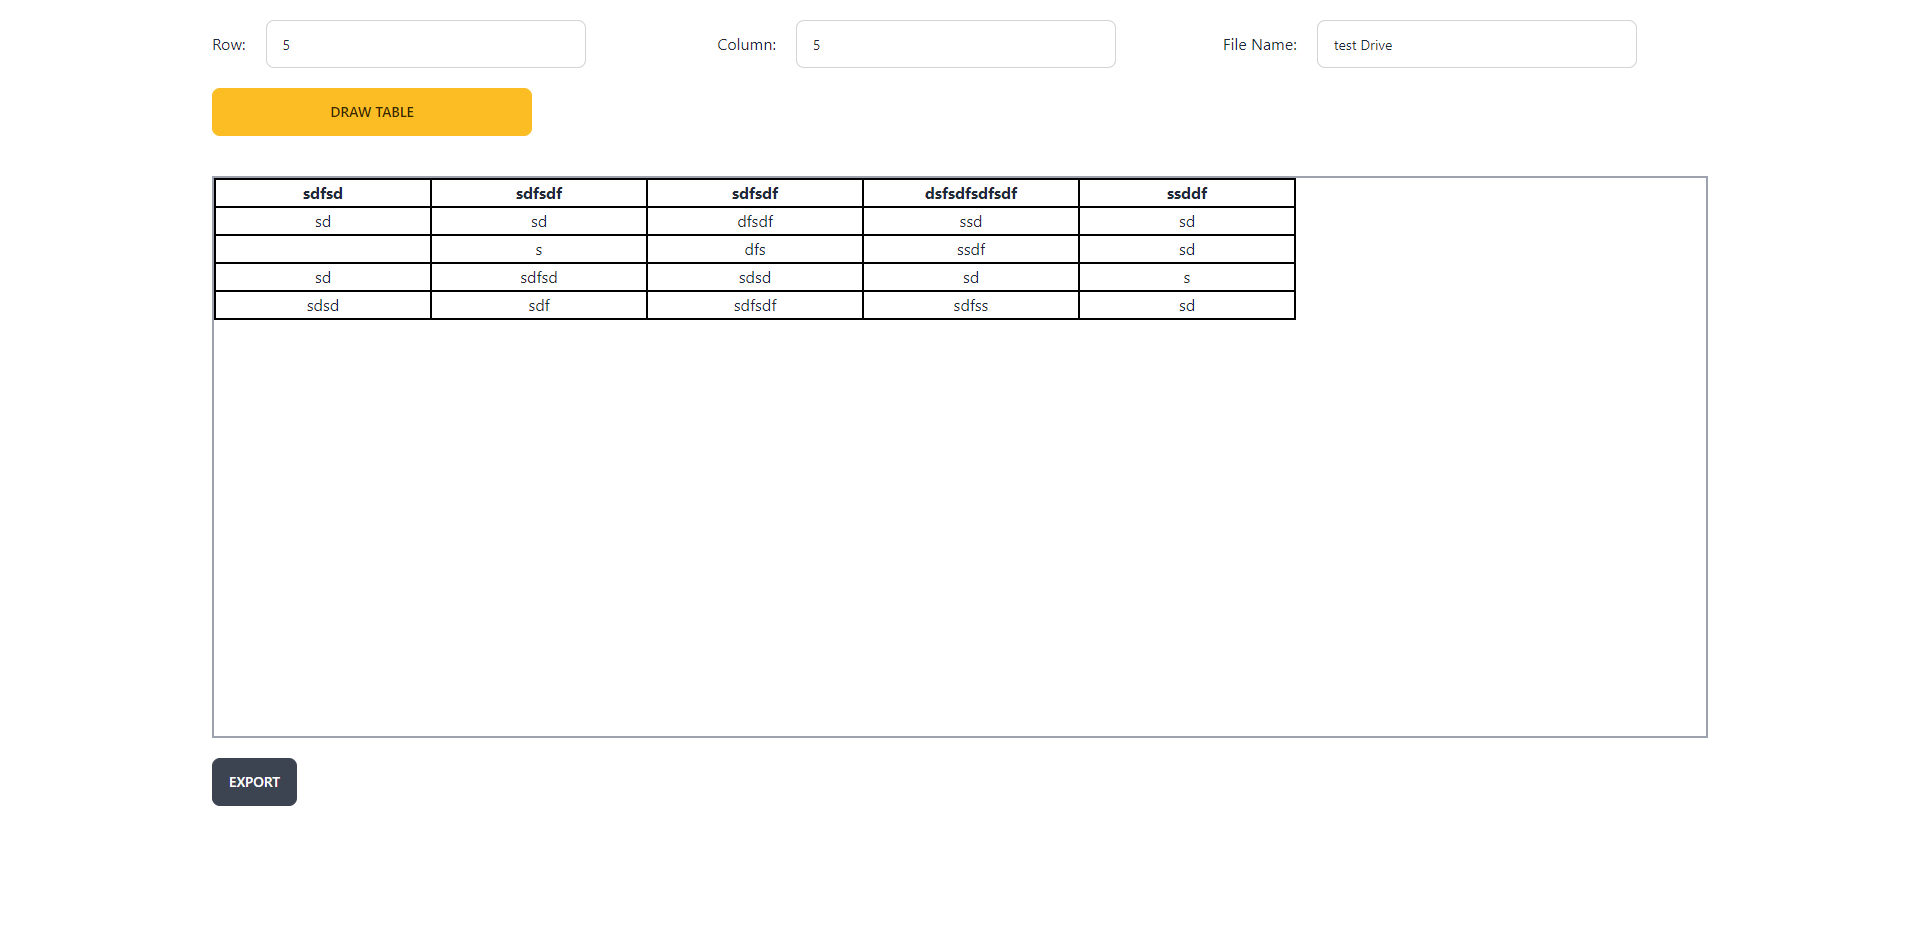 Row: 5 Column: 5 File Name: test Drive
DRAW TABLE
sdfsd sdfsdf sdfsdf dsfsdfsdfsdf ssddf
sd sd dfsdf ssd sd
s dfs ssdf sd
sd sdfsd sdsd sd s
sdsd sdf sdfsdf sdfss sd
EXPORT